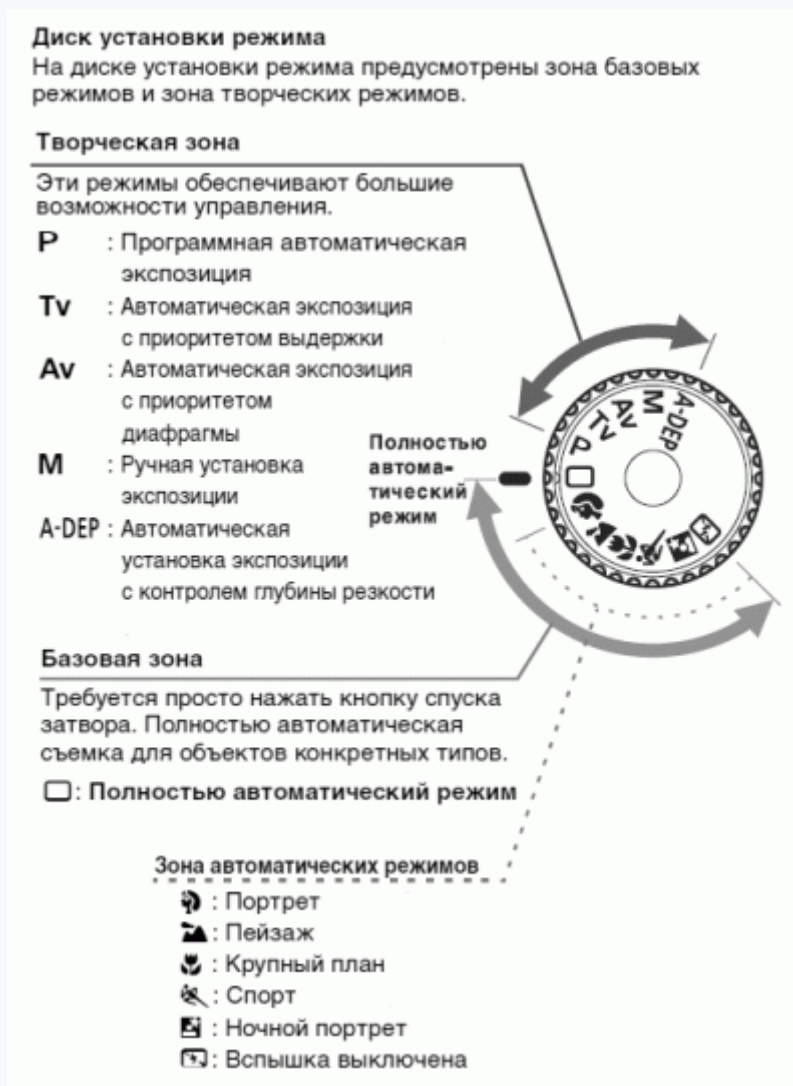 Диск установки режима
На диске установки режима предусмотрены зона базовых
режимов и зона творческих режимов.
Творческая зона
Эти режимы обеспечивают большие
возможности управления.
P : Программная автоматическая
экспозиция
Tv : Автоматическая экспозиция
с приоритетом выдержки
Av : Автоматическая экспозиция
с приоритетом
диафрагмы
M : Ручная установка
экспозиции
A-DEP : Автоматическая
установка экспозиции
с контролем глубины резкости
Полностью
автома-
тический
режим
A-DEP
M
Av
Tv
P
Базовая зона
Требуется просто нажать кнопку спуска
затвора. Полностью автоматическая
съемка для объектов конкретных типов.
: Полностью автоматический режим
Зона автоматических режимов
: Портрет
: Пейзаж
: Крупный план
: Спорт
: Ночной портрет
: Вспышка выключена